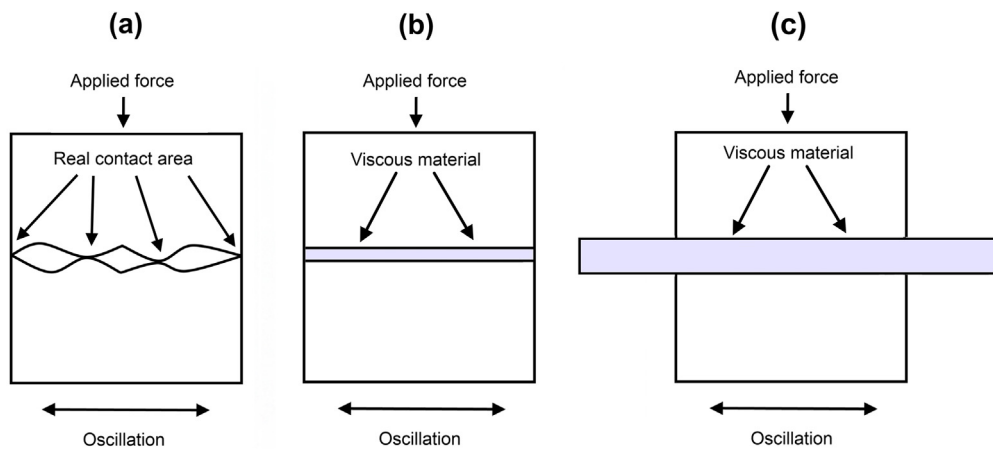 (a)
Applied force
Real contact area
Oscillation
(b)
Applied force
Viscous material
Oscillation
(c)
Applied force
Viscous material
Oscillation